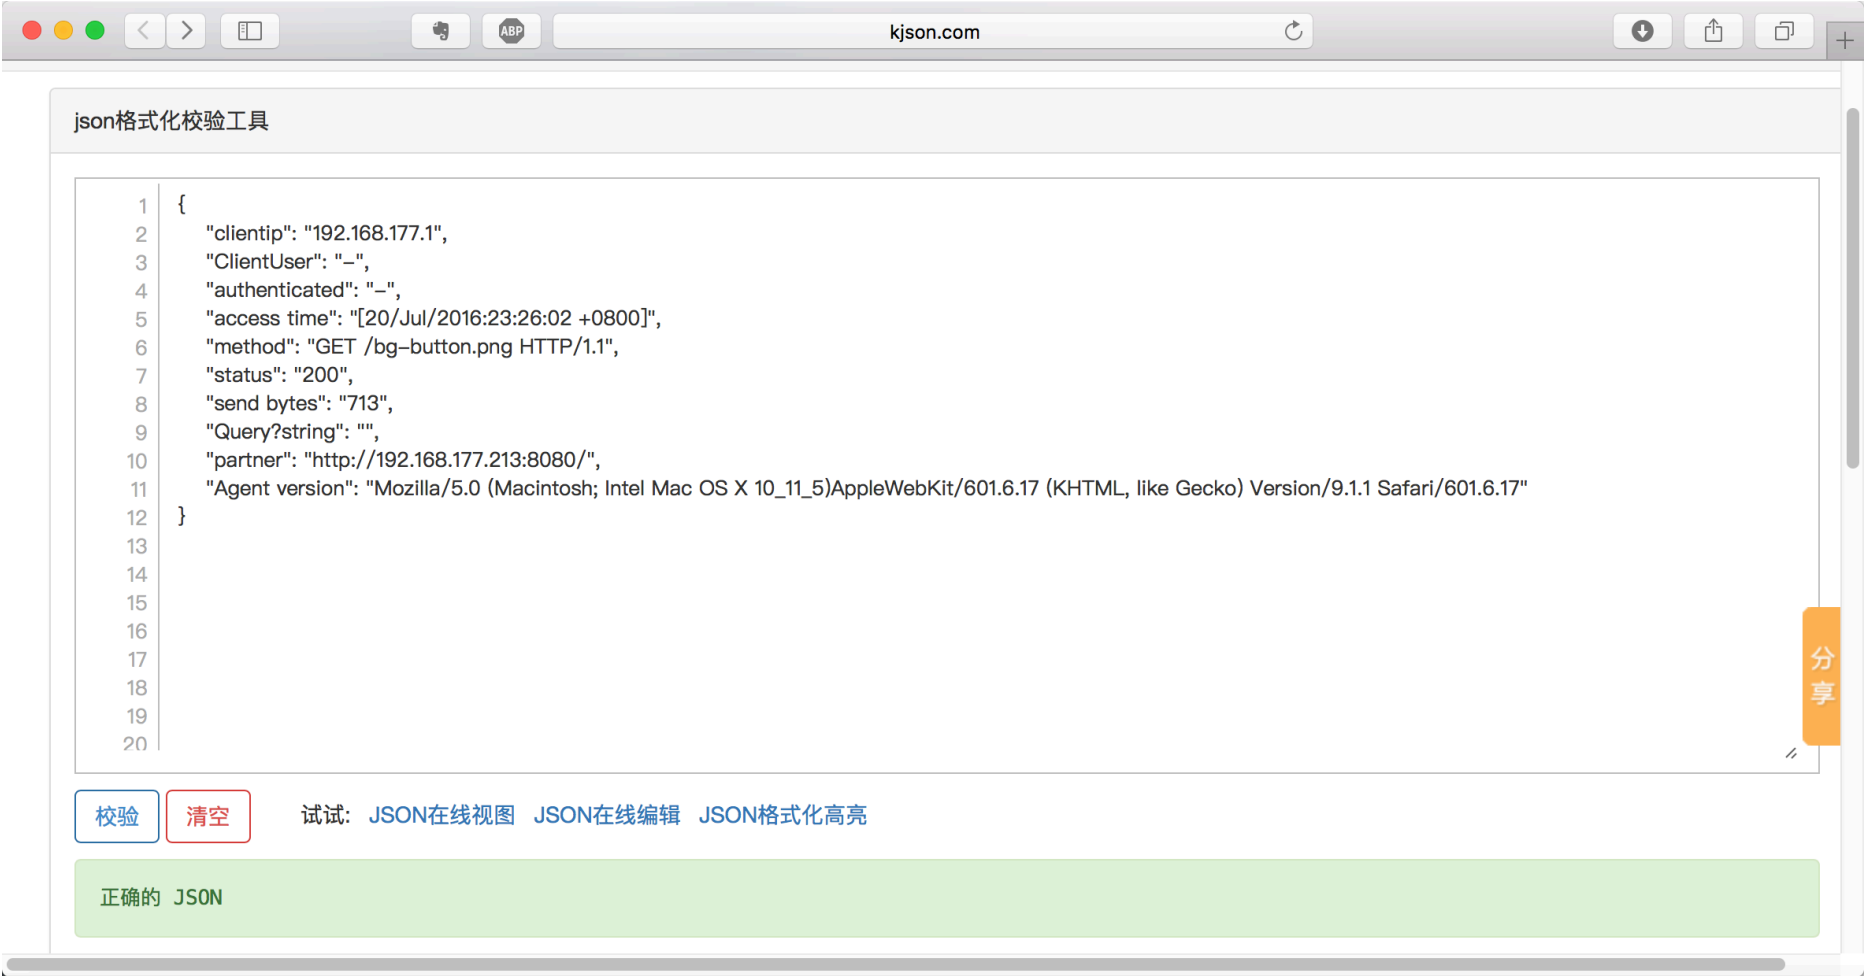 ABP
kjson.com
json格式化校验工具
1 {
2 "clientip": "192.168.177.1",
3 "ClientUser": "-",
4 "authenticated": "-",
5 "access time": "[20/Jul/2016:23:26:02 +0800]",
6 "method": "GET /bg-button.png HTTP/1.1",
7 "status": "200",
8 "send bytes": "713",
9 "Query?string": "",
10 "partner": "http://192.168.177.213:8080/",
11 "Agent version": "Mozilla/5.0 (Macintosh; Intel Mac OS X 10_11_5)AppleWebKit/601.6.17 (KHTML, like Gecko) Version/9.1.1 Safari/601.6.17"
12 }
13
14
15
16
17
18
19
20
分
享
校验 清空 试试: JSON在线视图 JSON在线编辑 JSON格式化高亮
正确的 JSON